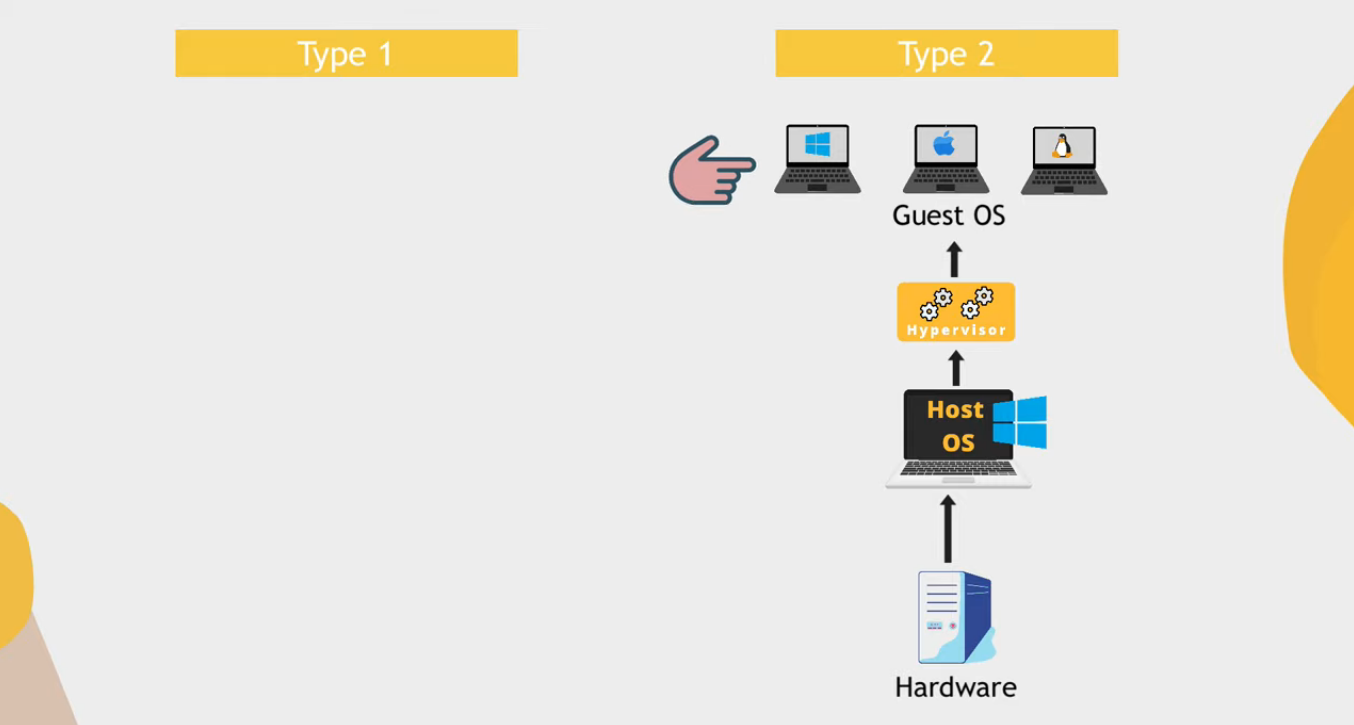 Type 1
Type 2
Guest OS
Hypervisor
Host
OS
Hardware